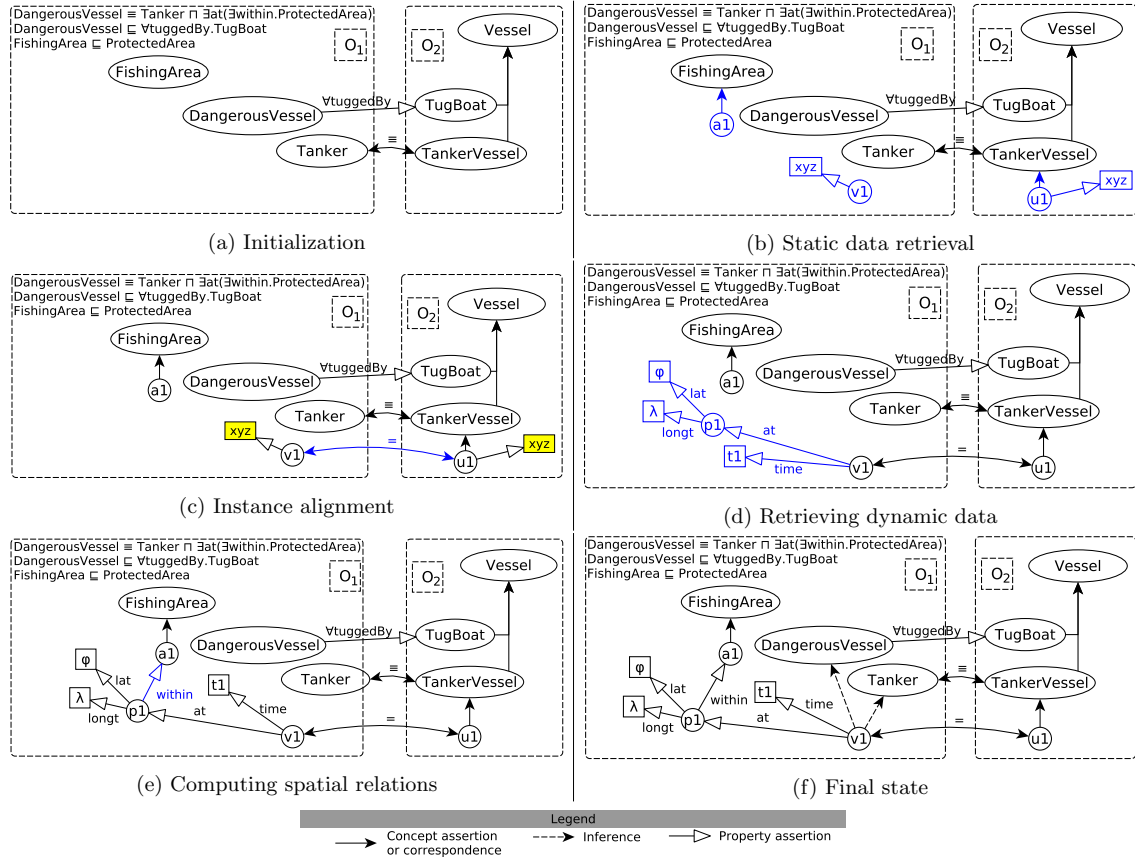 DangerousVessel ≡ Tanker ⊓ ∃at(∃within.ProtectedArea)
DangerousVessel ⊑ ∀tuggedBy.TugBoat
FishingArea ⊑ ProtectedArea
O1
O2
Vessel
FishingArea
∀tuggedBy
TugBoat
DangerousVessel
≡
Tanker
TankerVessel
(a) Initialization
DangerousVessel ≡ Tanker ⊓ ∃at(∃within.ProtectedArea)
DangerousVessel ⊑ ∀tuggedBy.TugBoat
FishingArea ⊑ ProtectedArea
O1
O2
Vessel
FishingArea
∀tuggedBy
TugBoat
DangerousVessel
a1
≡
Tanker
TankerVessel
xyz
v1
u1
xyz
(b) Static data retrieval
DangerousVessel ≡ Tanker ⊓ ∃at(∃within.ProtectedArea)
DangerousVessel ⊑ ∀tuggedBy.TugBoat
FishingArea ⊑ ProtectedArea
O1
O2
Vessel
FishingArea
∀tuggedBy
TugBoat
DangerousVessel
a1
≡
Tanker
TankerVessel
xyz
=
xyz
v1
u1
(c) Instance alignment
DangerousVessel ≡ Tanker ⊓ ∃at(∃within.ProtectedArea)
DangerousVessel ⊑ ∀tuggedBy.TugBoat
FishingArea ⊑ ProtectedArea
O1
O2
Vessel
FishingArea
∀tuggedBy
TugBoat
φ
a1
DangerousVessel
lat
≡
λ
Tanker
TankerVessel
longt
p1
at
t1
time
v1
=
u1
(d) Retrieving dynamic data
DangerousVessel ≡ Tanker ⊓ ∃at(∃within.ProtectedArea)
DangerousVessel ⊑ ∀tuggedBy.TugBoat
FishingArea ⊑ ProtectedArea
O1
O2
Vessel
FishingArea
∀tuggedBy
TugBoat
DangerousVessel
a1
φ
lat
≡
t1
Tanker
TankerVessel
within
λ
longt
p1
at
time
=
v1
u1
(e) Computing spatial relations
DangerousVessel ≡ Tanker ⊓ ∃at(∃within.ProtectedArea)
DangerousVessel ⊑ ∀tuggedBy.TugBoat
FishingArea ⊑ ProtectedArea
O1
O2
Vessel
FishingArea
∀tuggedBy
TugBoat
DangerousVessel
a1
φ
lat
≡
t1
Tanker
TankerVessel
within
λ
longt
p1
at
time
=
v1
u1
(f) Final state
Legend
Concept assertion
or correspondence
Inference
Property assertion